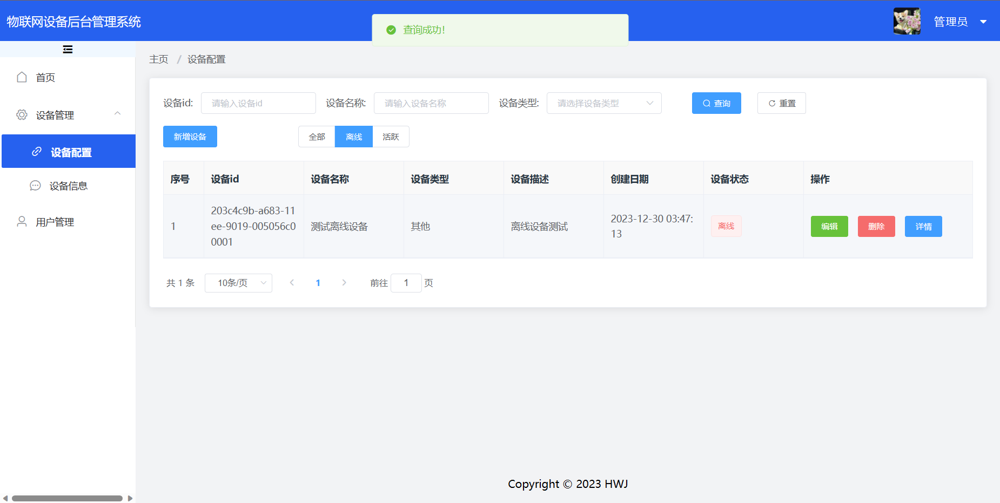 物联网设备后台管理系统
查询成功!
管理员
主页 / 设备配置
首页
设备管理
设备配置
设备信息
用户管理
设备id: 请输入设备id 设备名称: 请输入设备名称 设备类型: 请选择设备类型 查询 重置
新增设备 全部 离线 活跃
序号 设备id 设备名称 设备类型 设备描述 创建日期 设备状态 操作
1 203c4c9b-a683-11 测试离线设备 其他 离线设备测试 2023-12-30 03:47: 离线 编辑 删除 详情
ee-9019-005056c0 13
0001
共 1 条 10条/页 1 前往 1 页
Copyright © 2023 HWJ